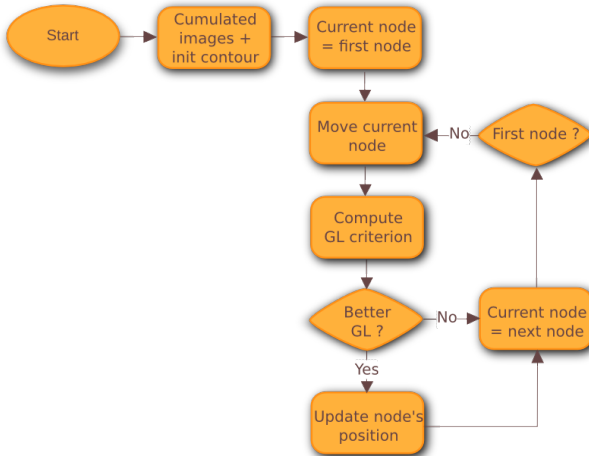 Start
Cumulated
images +
init contour
Current node
= first node
Move current
node
No
First node ?
Compute
GL criterion
Better
GL ?
No
Current node
= next node
Yes
Update node's
position